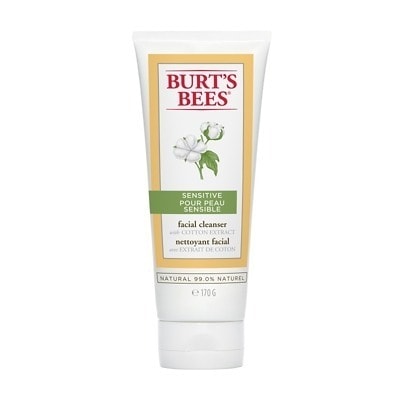 BURT'S
BEES®
SENSITIVE
POUR PEAU
SENSIBLE
facial cleanser
with COTTON EXTRACT
nettoyant facial
avec EXTRAIT DE COTON
NATURAL 99.0% NATUREL
℮ 170 G